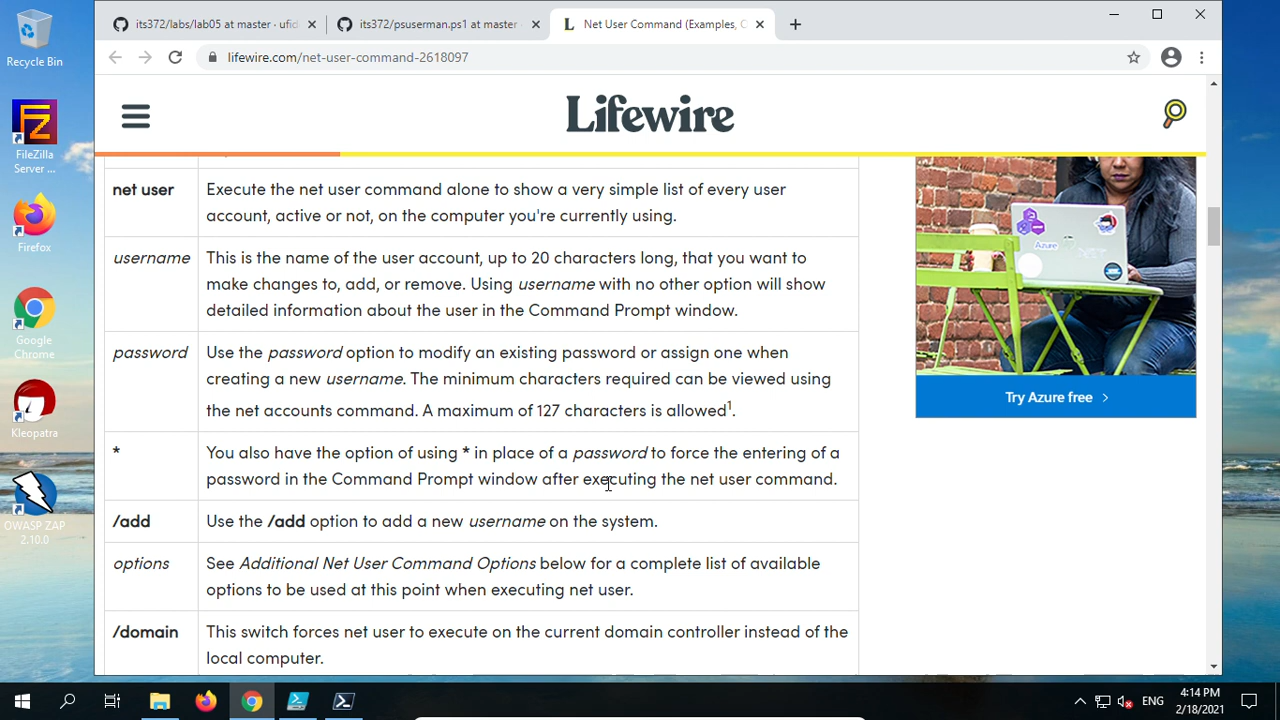 Recycle Bin
FileZilla
Server ...
Firefox
Google
Chrome
Kleopatra
OWASP ZAP
2.10.0
its372/labs/lab05 at master · ufid
its372/psuserman.ps1 at master
Net User Command (Examples, O
lifewire.com/net-user-command-2618097
Lifewire
net user
Execute the net user command alone to show a very simple list of every user
account, active or not, on the computer you're currently using.
username
This is the name of the user account, up to 20 characters long, that you want to
make changes to, add, or remove. Using username with no other option will show
detailed information about the user in the Command Prompt window.
password
Use the password option to modify an existing password or assign one when
creating a new username. The minimum characters required can be viewed using
the net accounts command. A maximum of 127 characters is allowed1.
*
You also have the option of using * in place of a password to force the entering of a
password in the Command Prompt window after executing the net user command.
/add
Use the /add option to add a new username on the system.
options
See Additional Net User Command Options below for a complete list of available
options to be used at this point when executing net user.
/domain
This switch forces net user to execute on the current domain controller instead of the
local computer.
Azure
Try Azure free
ENG
4:14 PM
2/18/2021